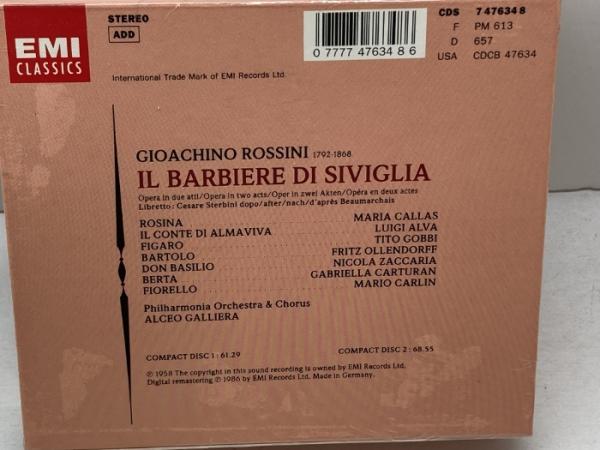 EMI
CLASSICS
STEREO
ADD
International Trade Mark of EMI Records Ltd.
0 7777 47634 8 6
CDS 7 47634 8
F PM 613
D 657
USA CDCB 47634
GIOACHINO ROSSINI 1792-1868
IL BARBIERE DI SIVIGLIA
Opera in due atti/Opera in two acts/Oper in zwei Akten/Opéra en deux actes
Libretto: Cesare Sterbini dopo/after/nach/d'après Beaumarchais
ROSINA MARIA CALLAS
IL CONTE DI ALMAVIVA LUIGI ALVA
FIGARO TITO GOBBI
BARTOLO FRITZ OLLENDORFF
DON BASILIO NICOLA ZACCARIA
BERTA GABRIELLA CARTURAN
FIORELLO MARIO CARLIN
Philharmonia Orchestra & Chorus
ALCEO GALLIERA
COMPACT DISC 1: 61.29 COMPACT DISC 2: 68.55
℗ 1958 The copyright in this sound recording is owned by EMI Records Ltd.
Digital remastering ℗ 1986 by EMI Records Ltd. Made in Germany.